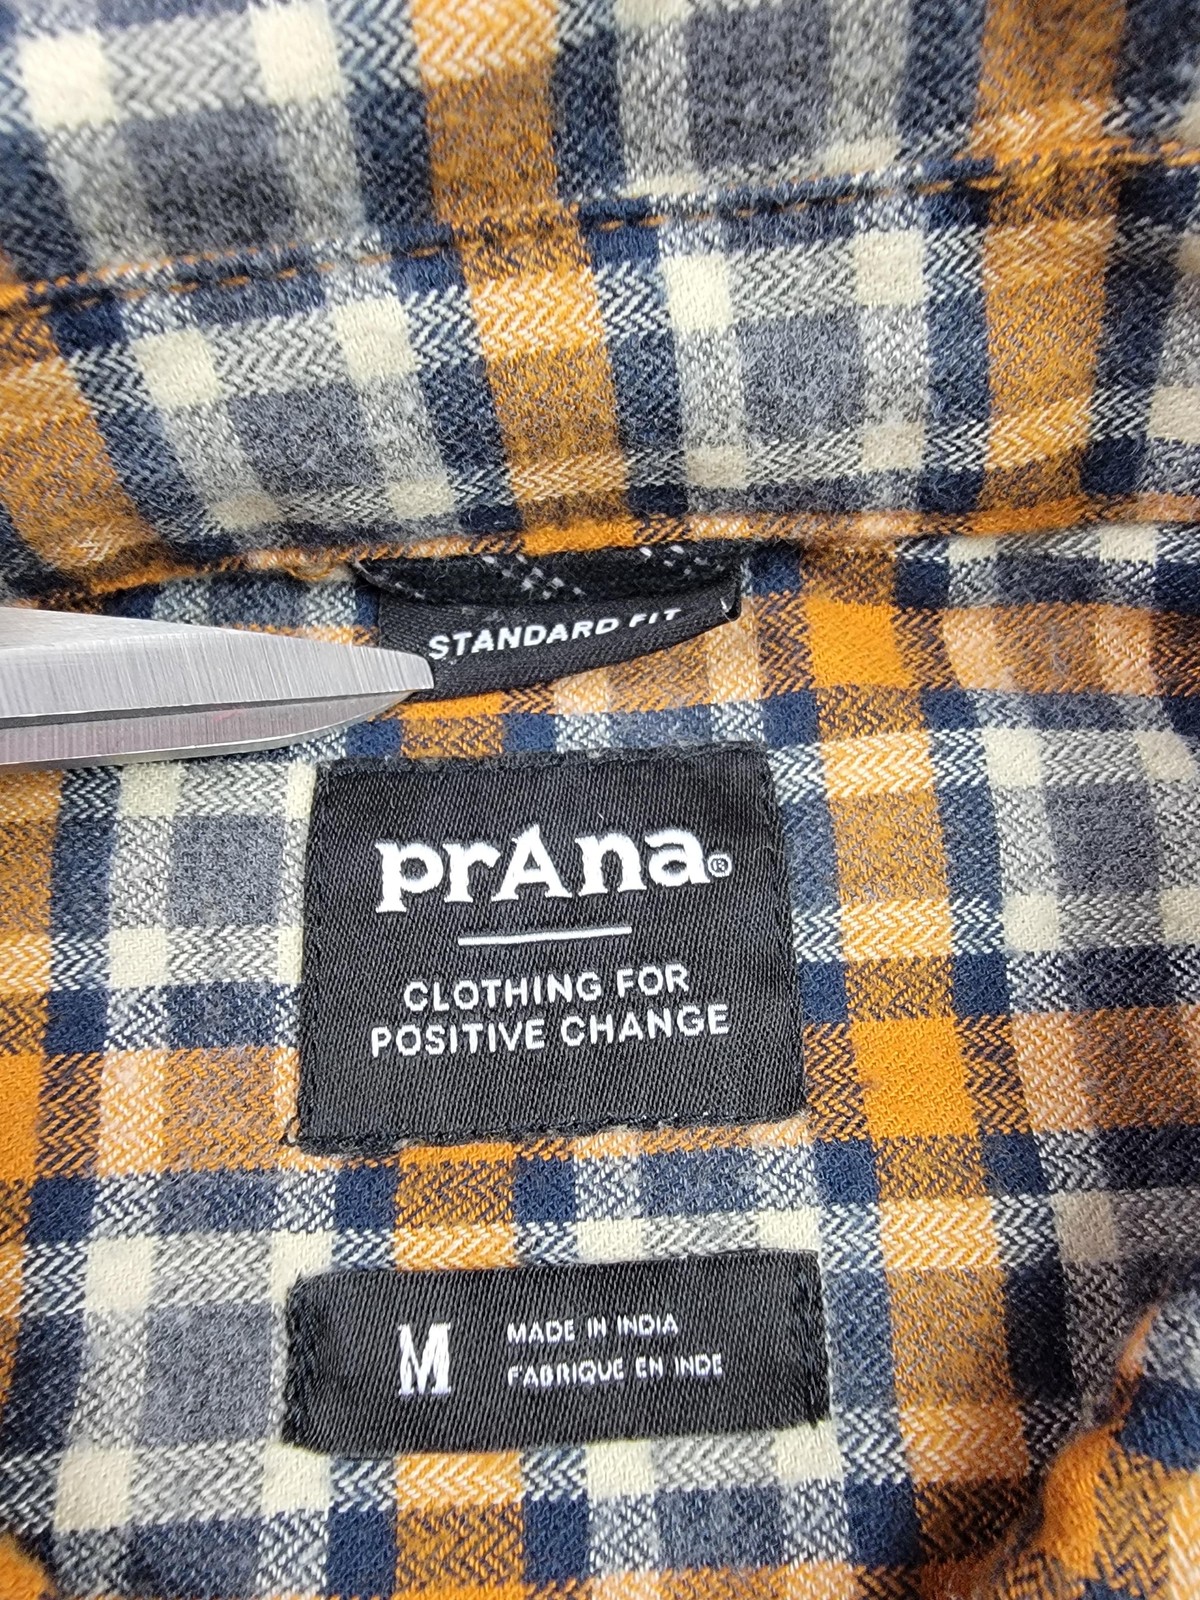 STANDARD FIT
prAna®
CLOTHING FOR
POSITIVE CHANGE
M
MADE IN INDIA
FABRIQUE EN INDE